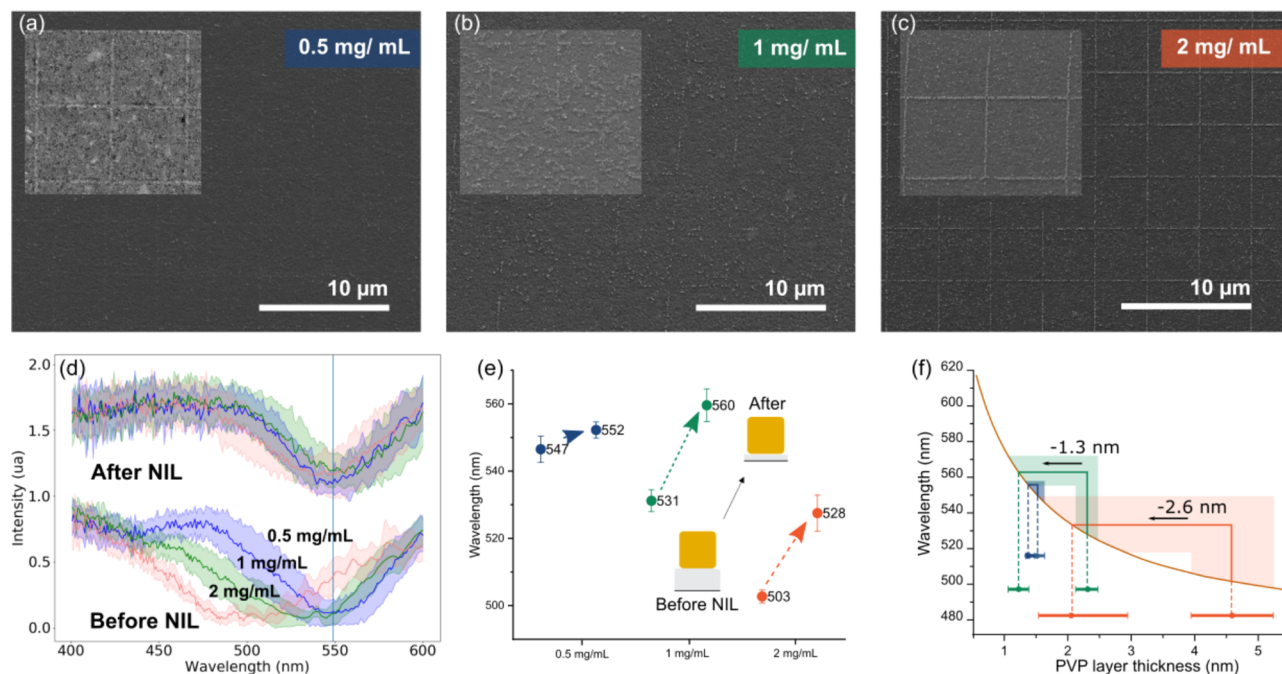 (a)
0.5 mg/ mL
10 µm
(b)
1 mg/mL
10 µm
(c)
2 mg/mL
10 µm
(d)
2.0
1.5
1.0
0.5
0.0
Intensity (ua)
After NIL
0.5 mg/mL
1 mg/mL
2 mg/mL
Before NIL
400 450 500 550 600
Wavelength (nm)
(e)
560
540
520
500
Wavelength (nm)
547
552
531
560
503
528
After
Before NIL
0.5 mg/mL 1 mg/mL 2 mg/mL
(f)
620
600
580
560
540
520
500
480
Wavelength (nm)
-1.3 nm
-2.6 nm
1 2 3 4 5
PVP layer thickness (nm)